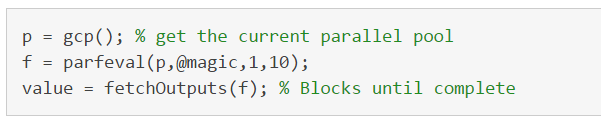 p = gcp(); % get the current parallel pool
f = parfeval(p,@magic,1,10);
value = fetchOutputs(f); % Blocks until complete